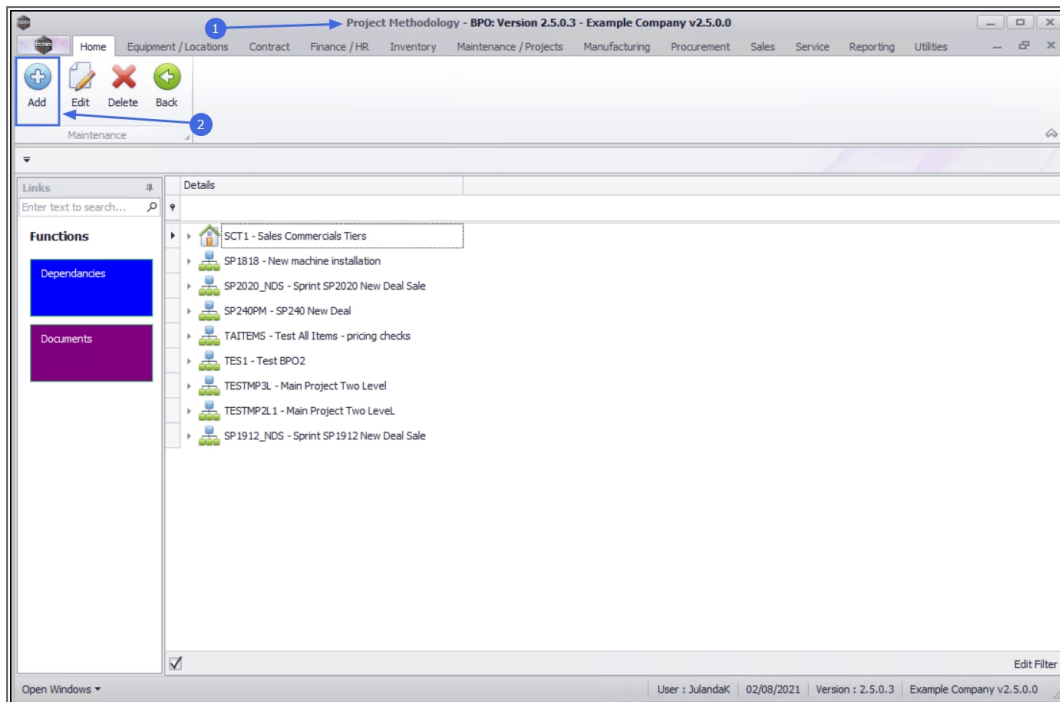 1
Project Methodology - BPO: Version 2.5.0.3 - Example Company v2.5.0.0
Home Equipment / Locations Contract Finance / HR Inventory Maintenance / Projects Manufacturing Procurement Sales Service Reporting Utilities
Add Edit Delete Back
2
Maintenance
Links
Details
Enter text to search...
Functions
SCT1 - Sales Commercials Tiers
SP1818 - New machine installation
Dependancies
SP2020_NDS - Sprint SP2020 New Deal Sale
SP240PM - SP240 New Deal
Documents
TAITEMS - Test All Items - pricing checks
TES1 - Test BPO2
TESTMP3L - Main Project Two Level
TESTMP2L1 - Main Project Two LeveL
SP1912_NDS - Sprint SP1912 New Deal Sale
Edit Filter
Open Windows
User : JulandaK 02/08/2021 Version : 2.5.0.3 Example Company v2.5.0.0